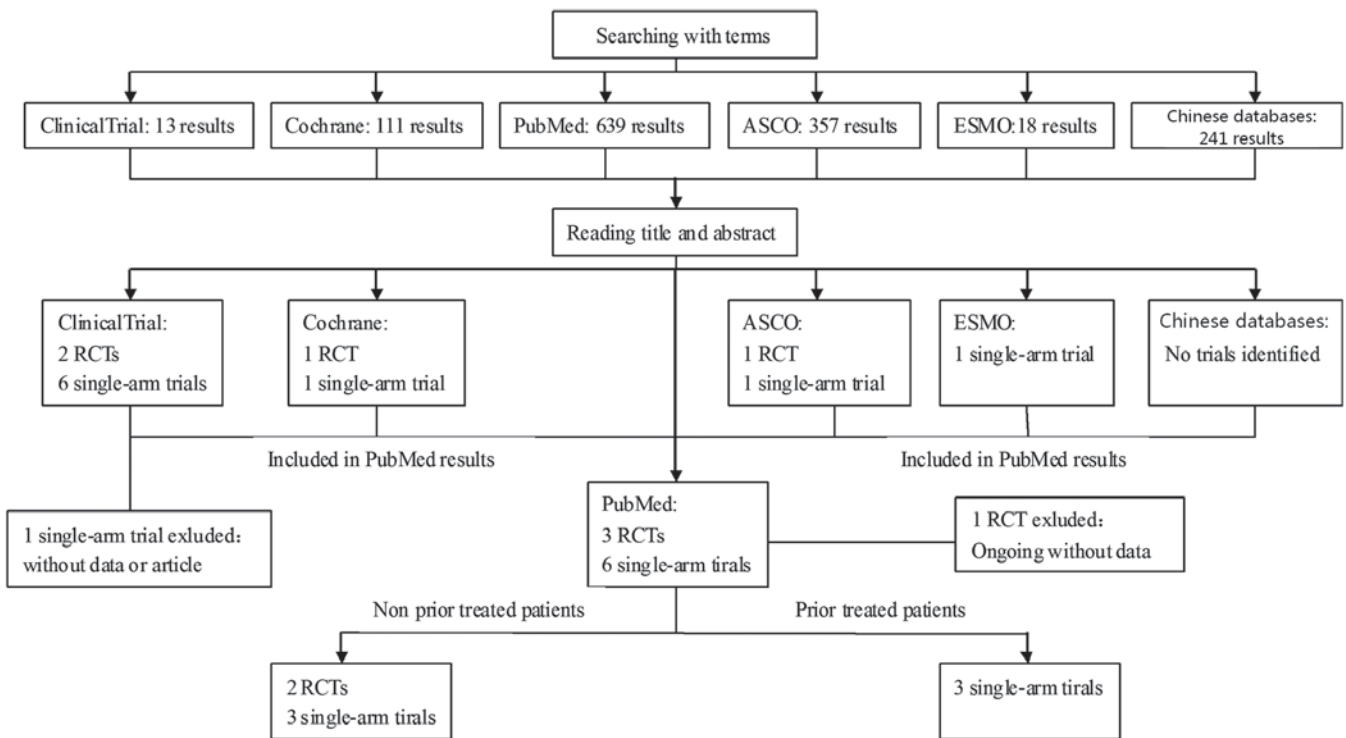 Searching with terms
ClinicalTrial: 13 results
Cochrane: 111 results
PubMed: 639 results
ASCO: 357 results
ESMO:18 results
Chinese databases:
241 results
Reading title and abstract
ClinicalTrial:
2 RCTs
6 single-arm trials
Cochrane:
1 RCT
1 single-arm trial
ASCO:
1 RCT
1 single-arm trial
ESMO:
1 single-arm trial
Chinese databases:
No trials identified
Included in PubMed results
Included in PubMed results
1 single-arm trial exluded:
without data or article
PubMed:
3 RCTs
6 single-arm tirals
1 RCT exluded:
Ongoing without data
Non prior treated patients
Prior treated patients
2 RCTs
3 single-arm tirals
3 single-arm tirals